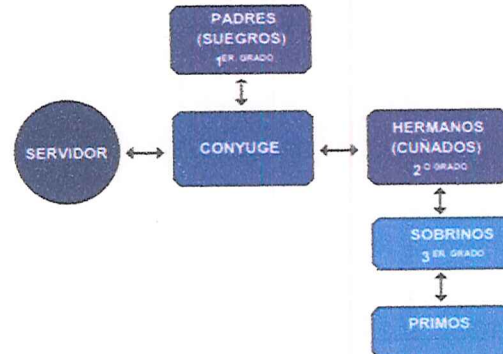 PADRES
(SUEGROS)
1ER. GRADO
SERVIDOR
CONYUGE
HERMANOS
(CUÑADOS)
2O GRADO
SOBRINOS
3ER. GRADO
PRIMOS